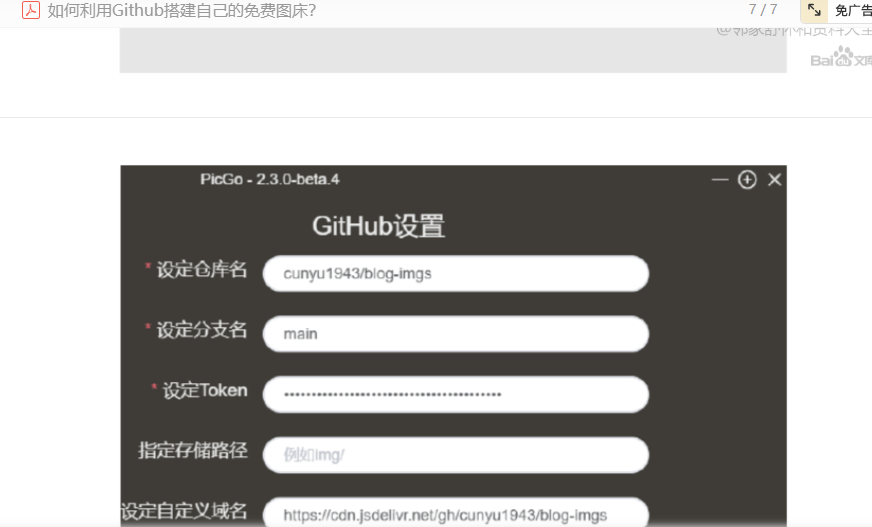 如何利用Github搭建自己的免费图床?
7 / 7
免广告
Bai du 文库
PicGo - 2.3.0-beta.4
GitHub设置
* 设定仓库名 cunyu1943/blog-imgs
* 设定分支名 main
* 设定Token ••••••••••••••••••••••••••••••••••••••••
指定存储路径 例如img/
设定自定义域名 https://cdn.jsdelivr.net/gh/cunyu1943/blog-imgs